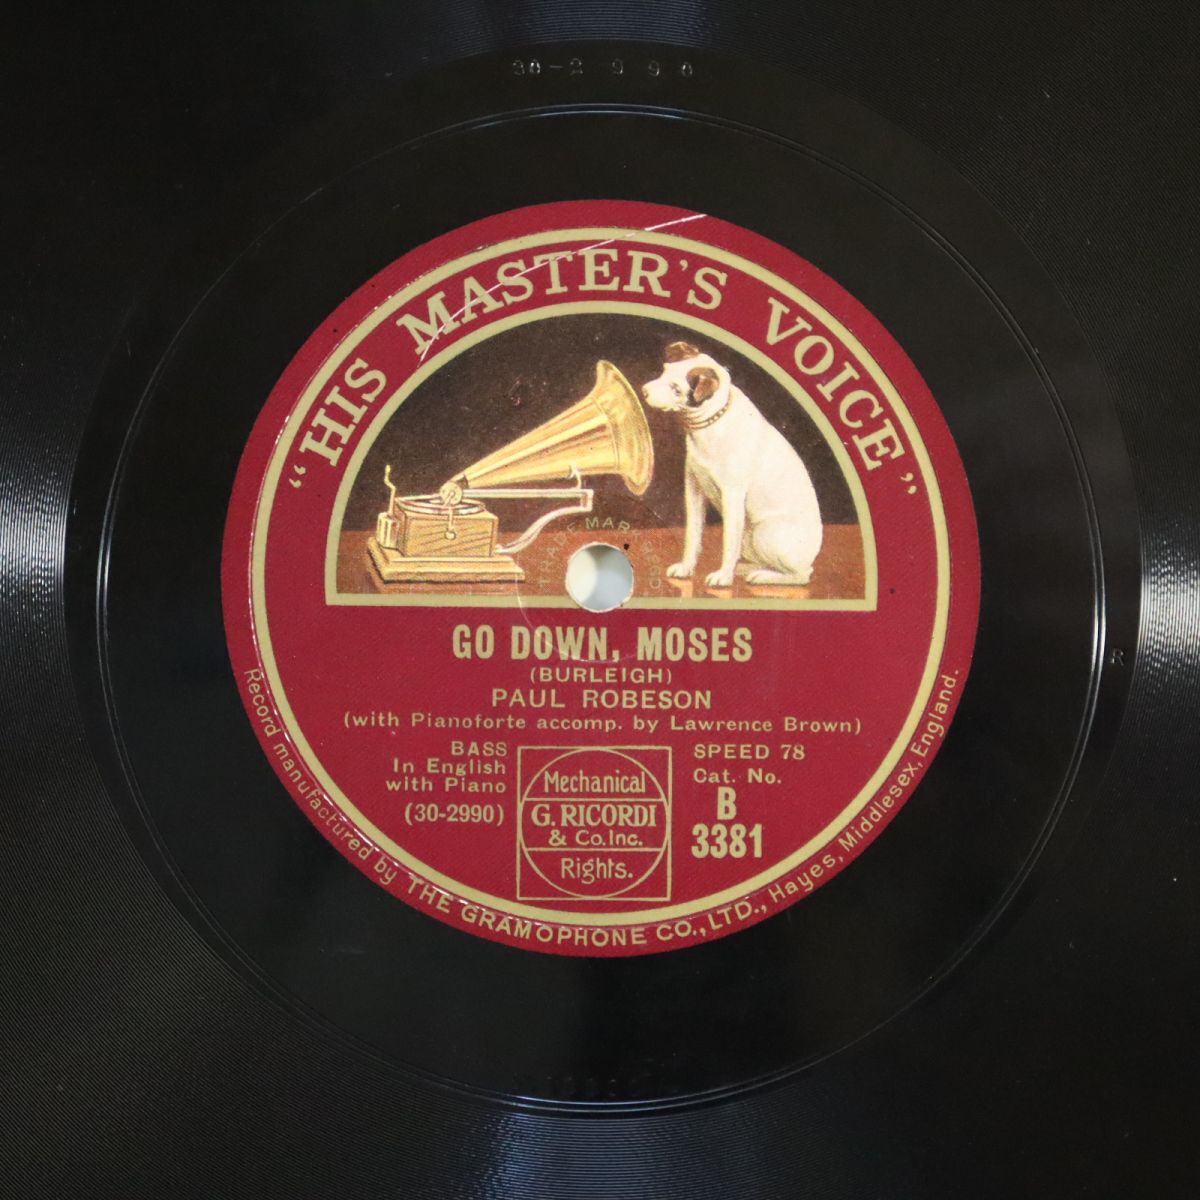 30-2990
"HIS MASTER'S VOICE"
TRADE-MARK REGD
GO DOWN, MOSES
(BURLEIGH)
PAUL ROBESON
(with Pianoforte accomp. by Lawrence Brown)
BASS
In English
with Piano
(30-2990)
Mechanical
G. RICORDI
& Co. Inc.
Rights.
SPEED 78
Cat. No.
B
3381
Record manufactured by THE GRAMOPHONE CO., LTD., Hayes, Middlesex, England.
R